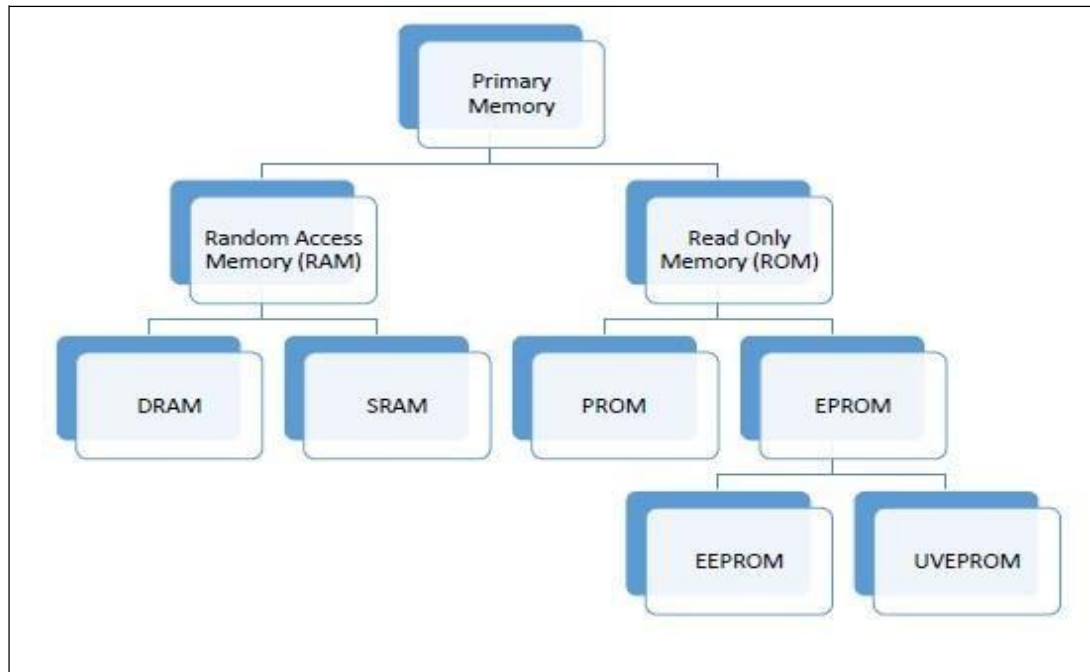 Primary
Memory
Random Access
Memory (RAM)
Read Only
Memory (ROM)
DRAM
SRAM
PROM
EPROM
EEPROM
UVEPROM